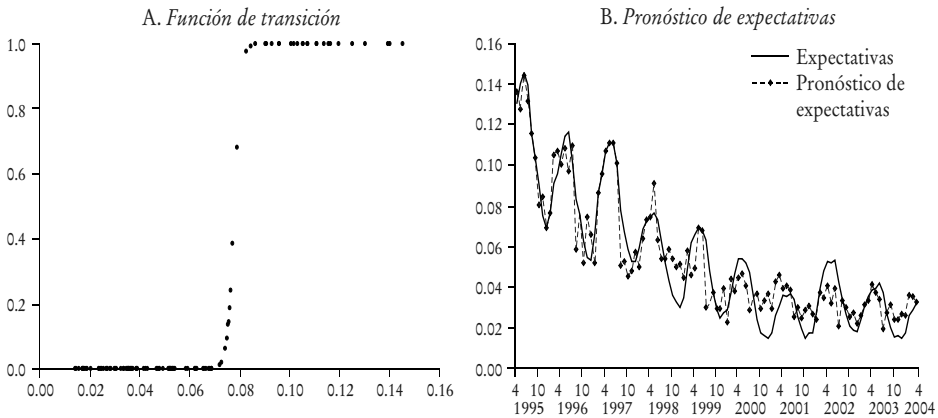 A. Función de transición
1.0
0.8
0.6
0.4
0.2
0.0
0.00 0.02 0.04 0.06 0.08 0.10 0.12 0.14 0.16
B. Pronóstico de expectativas
Expectativas
Pronóstico de
expectativas
0.16
0.14
0.12
0.10
0.08
0.06
0.04
0.02
0.00
4 10 4 10 4 10 4 10 4 10 4 10 4 10 4 10 4 10 4
1995 1996 1997 1998 1999 2000 2001 2002 2003 2004